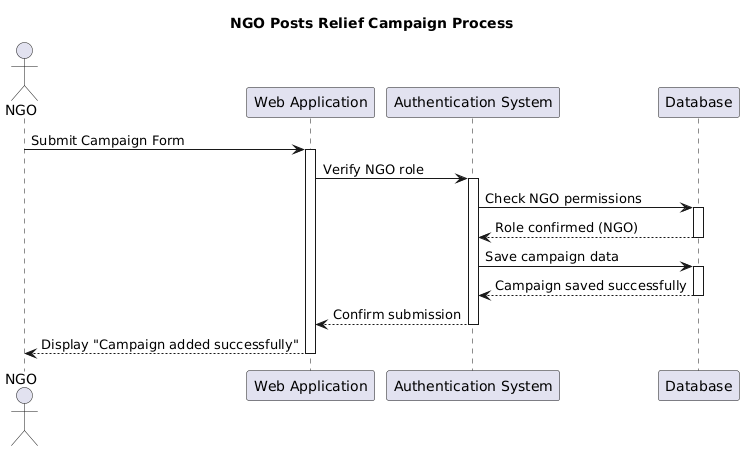 NGO Posts Relief Campaign Process
NGO
Web Application
Authentication System
Database
Submit Campaign Form
Verify NGO role
Check NGO permissions
Role confirmed (NGO)
Save campaign data
Campaign saved successfully
Confirm submission
Display "Campaign added successfully"
NGO
Web Application
Authentication System
Database